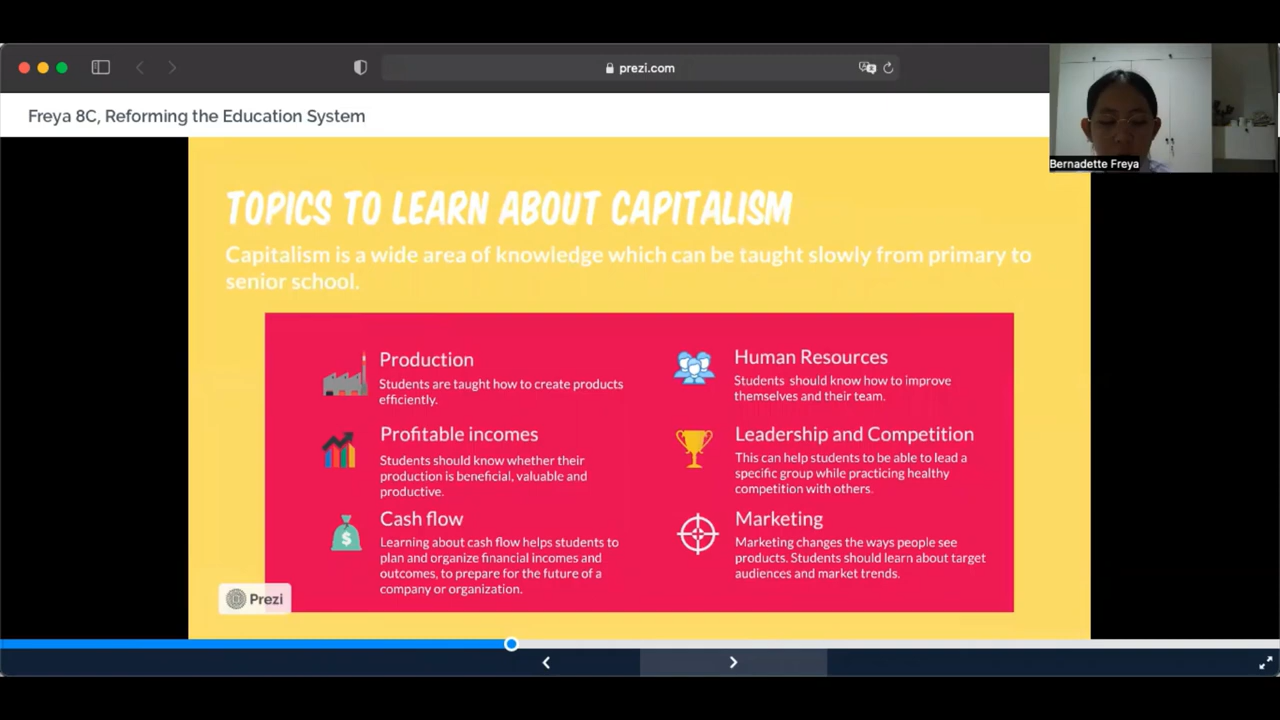 prezi.com
Freya 8C, Reforming the Education System
Bernadette Freya
TOPICS TO LEARN ABOUT CAPITALISM
Capitalism is a wide area of knowledge which can be taught slowly from primary to
senior school.
Production
Students are taught how to create products
efficiently.
Profitable incomes
Students should know whether their
production is beneficial, valuable and
productive.
Cash flow
Learning about cash flow helps students to
plan and organize financial incomes and
outcomes, to prepare for the future of a
company or organization.
Human Resources
Students should know how to improve
themselves and their team.
Leadership and Competition
This can help students to be able to lead a
specific group while practicing healthy
competition with others.
Marketing
Marketing changes the ways people see
products. Students should learn about target
audiences and market trends.
Prezi